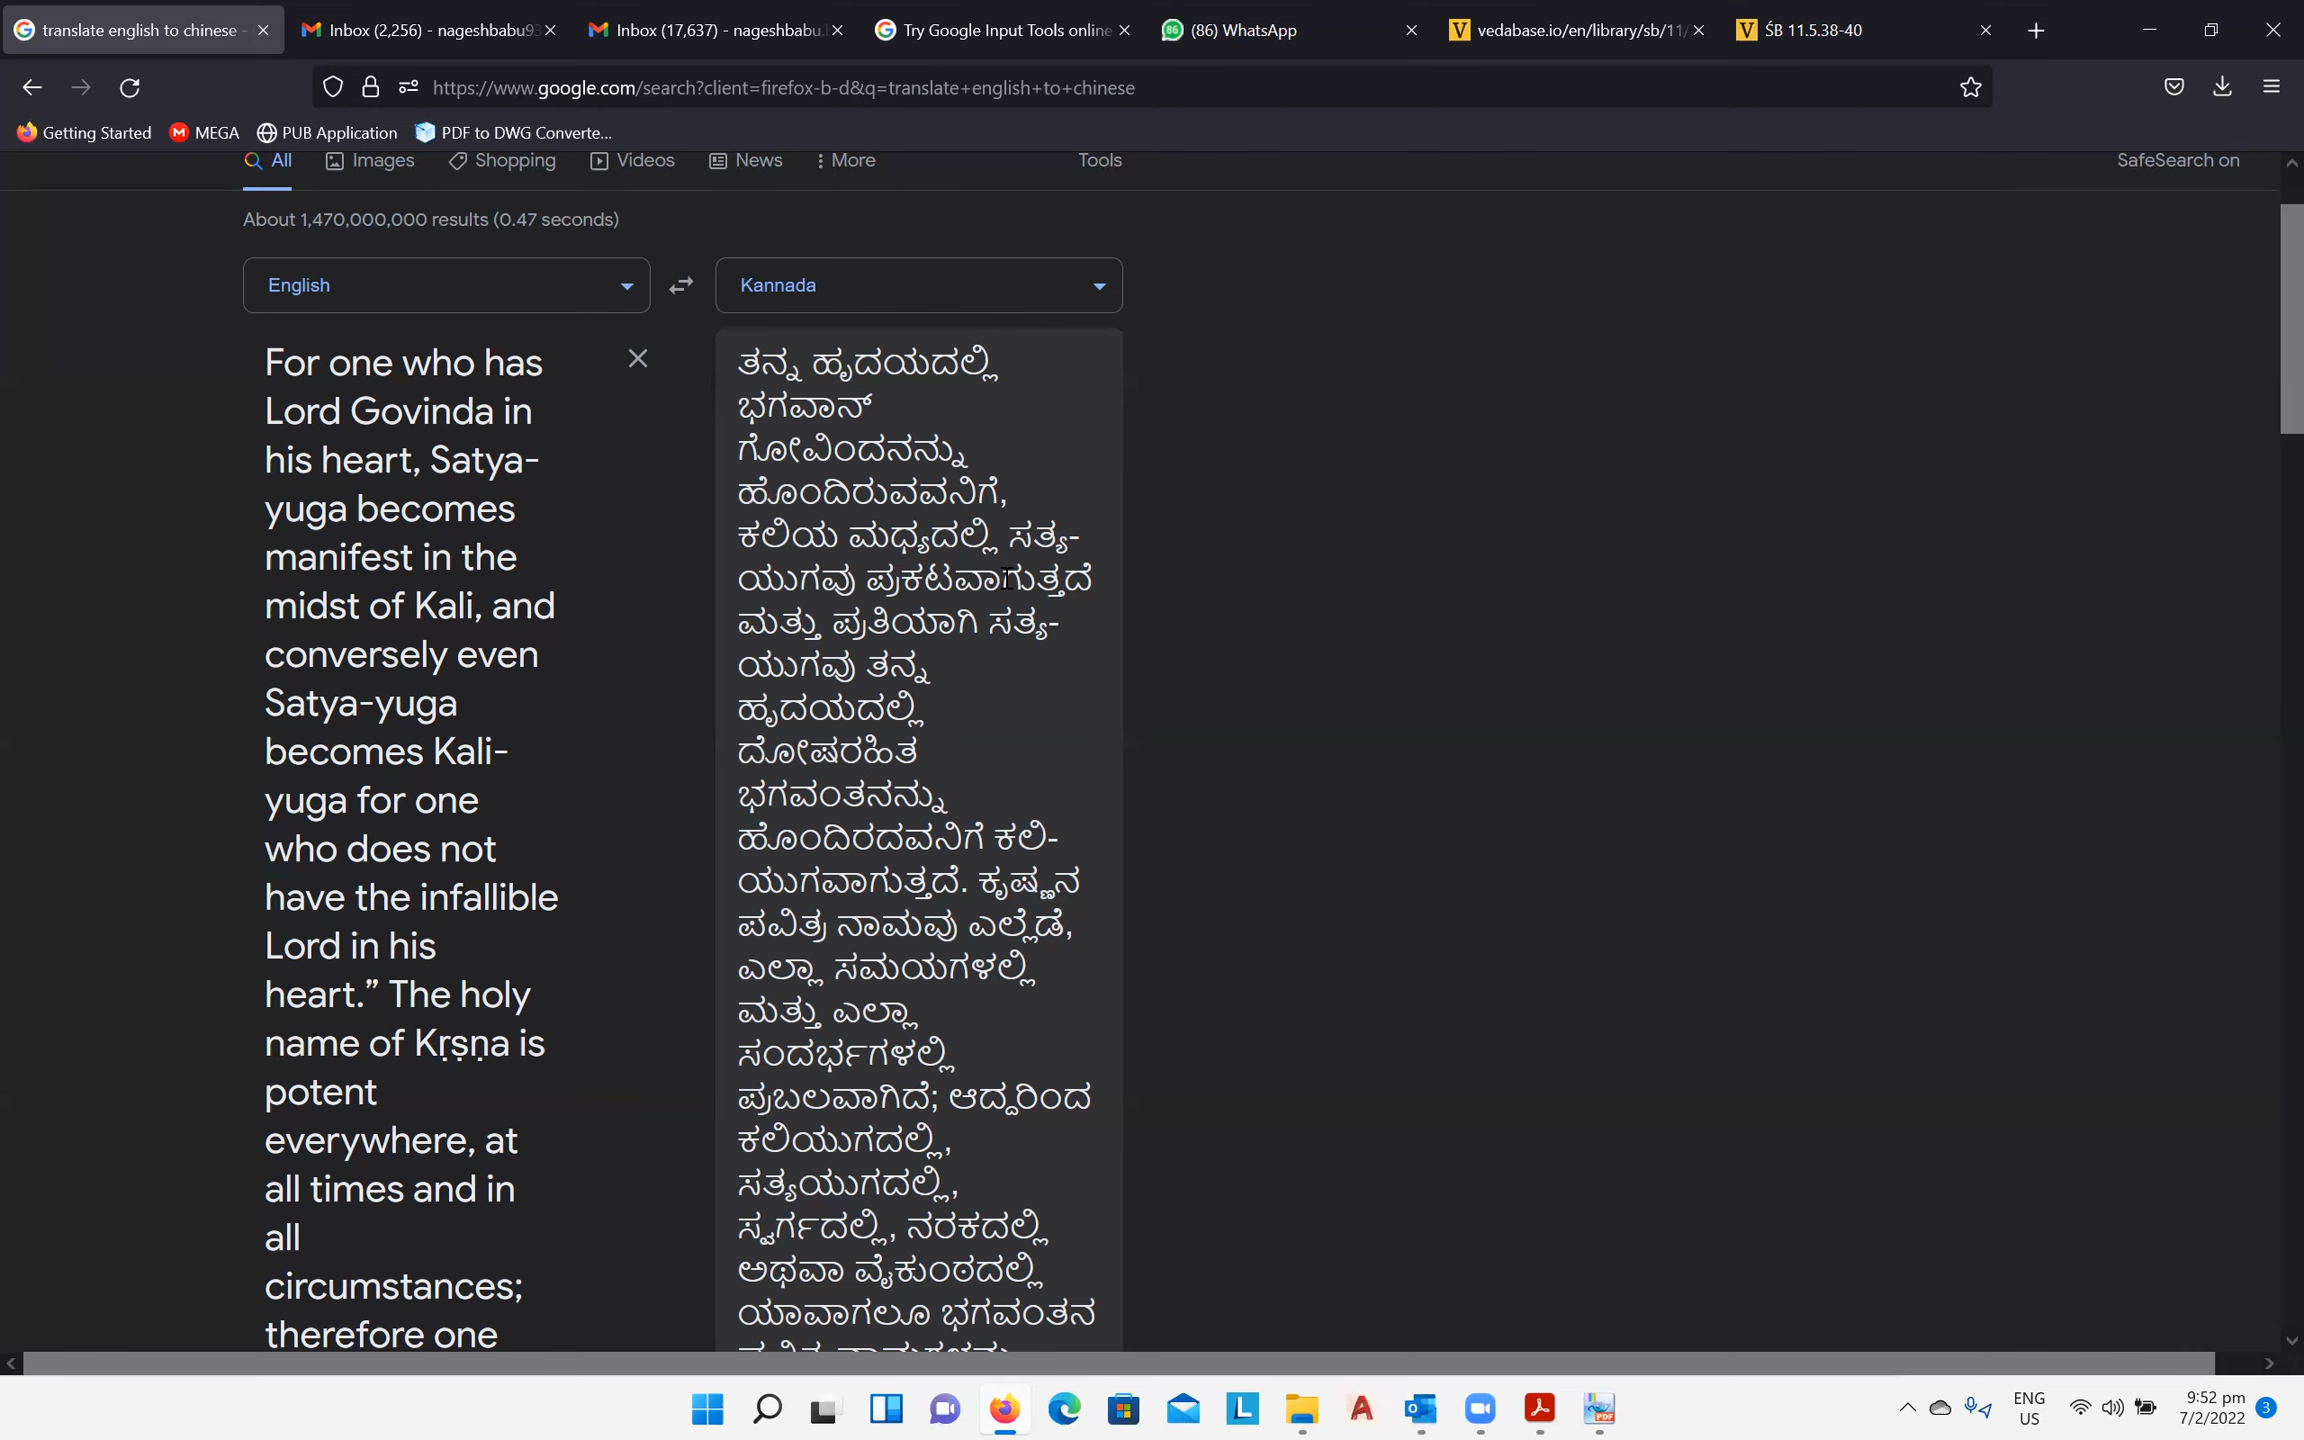 translate english to chinese -
Inbox (2,256) - nageshbabu93
Inbox (17,637) - nageshbabu.
Try Google Input Tools online
(86) WhatsApp
vedabase.io/en/library/sb/11/
ŚB 11.5.38-40
https://www.google.com/search?client=firefox-b-d&q=translate+english+to+chinese
Getting Started
MEGA
PUB Application
PDF to DWG Converte...
All
Images
Shopping
Videos
News
More
Tools
SafeSearch on
About 1,470,000,000 results (0.47 seconds)
English
Kannada
For one who has
Lord Govinda in
his heart, Satya-
yuga becomes
manifest in the
midst of Kali, and
conversely even
Satya-yuga
becomes Kali-
yuga for one
who does not
have the infallible
Lord in his
heart.” The holy
name of Kṛṣṇa is
potent
everywhere, at
all times and in
all
circumstances;
therefore one
ತನ್ನ ಹೃದಯದಲ್ಲಿ
ಭಗವಾನ್
ಗೋವಿಂದನನ್ನು
ಹೊಂದಿರುವವನಿಗೆ,
ಕಲಿಯ ಮಧ್ಯದಲ್ಲಿ ಸತ್ಯ-
ಯುಗವು ಪ್ರಕಟವಾಗುತ್ತದೆ
ಮತ್ತು ಪ್ರತಿಯಾಗಿ ಸತ್ಯ-
ಯುಗವು ತನ್ನ
ಹೃದಯದಲ್ಲಿ
ದೋಷರಹಿತ
ಭಗವಂತನನ್ನು
ಹೊಂದಿರದವನಿಗೆ ಕಲಿ-
ಯುಗವಾಗುತ್ತದೆ. ಕೃಷ್ಣನ
ಪವಿತ್ರ ನಾಮವು ಎಲ್ಲೆಡೆ,
ಎಲ್ಲಾ ಸಮಯಗಳಲ್ಲಿ
ಮತ್ತು ಎಲ್ಲಾ
ಸಂದರ್ಭಗಳಲ್ಲಿ
ಪ್ರಬಲವಾಗಿದೆ; ಆದ್ದರಿಂದ
ಕಲಿಯುಗದಲ್ಲಿ,
ಸತ್ಯಯುಗದಲ್ಲಿ,
ಸ್ವರ್ಗದಲ್ಲಿ, ನರಕದಲ್ಲಿ
ಅಥವಾ ವೈಕುಂಠದಲ್ಲಿ
ಯಾವಾಗಲೂ ಭಗವಂತನ
ENG
US
9:52 pm
7/2/2022
3